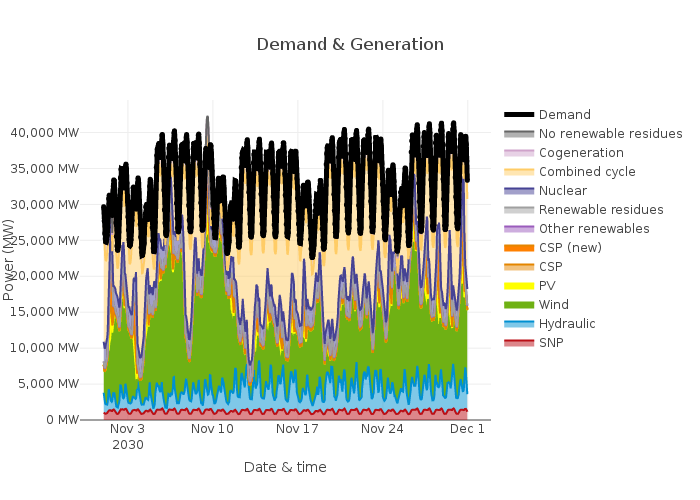 Demand & Generation
40,000 MW
35,000 MW
30,000 MW
25,000 MW
20,000 MW
15,000 MW
10,000 MW
5,000 MW
0 MW
Power (MW)
Nov 3
2030
Nov 10
Nov 17
Nov 24
Dec 1
Date & time
Demand
No renewable residues
Cogeneration
Combined cycle
Nuclear
Renewable residues
Other renewables
CSP (new)
CSP
PV
Wind
Hydraulic
SNP